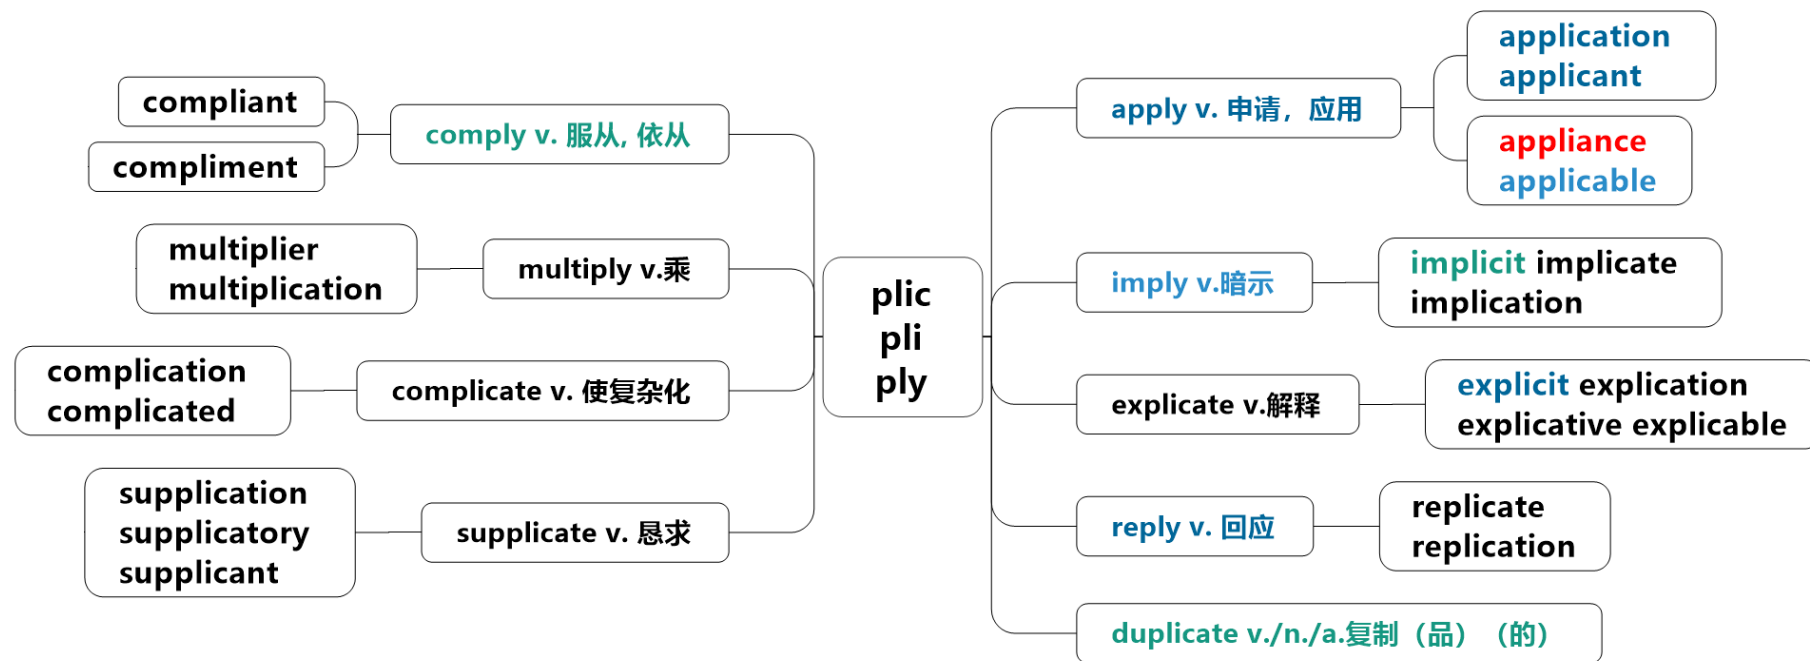 compliant
compliment
comply v. 服从, 依从
multiplier
multiplication
multiply v.乘
complication
complicated
complicate v. 使复杂化
supplication
supplicatory
supplicant
supplicate v. 恳求
plic
pli
ply
apply v. 申请，应用
application
applicant
appliance
applicable
imply v.暗示
implicit implicate
implication
explicate v.解释
explicit explication
explicative explicable
reply v. 回应
replicate
replication
duplicate v./n./a.复制（品）（的）